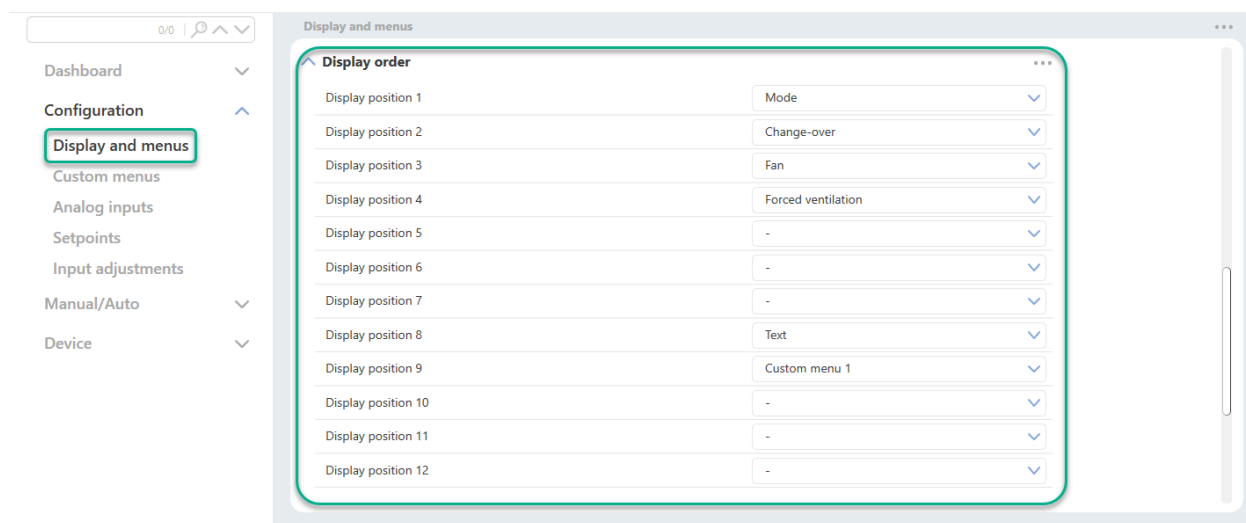 0/0
Dashboard
Configuration
Display and menus
Custom menus
Analog inputs
Setpoints
Input adjustments
Manual/Auto
Device
Display and menus
Display order
Display position 1 Mode
Display position 2 Change-over
Display position 3 Fan
Display position 4 Forced ventilation
Display position 5 -
Display position 6 -
Display position 7 -
Display position 8 Text
Display position 9 Custom menu 1
Display position 10 -
Display position 11 -
Display position 12 -